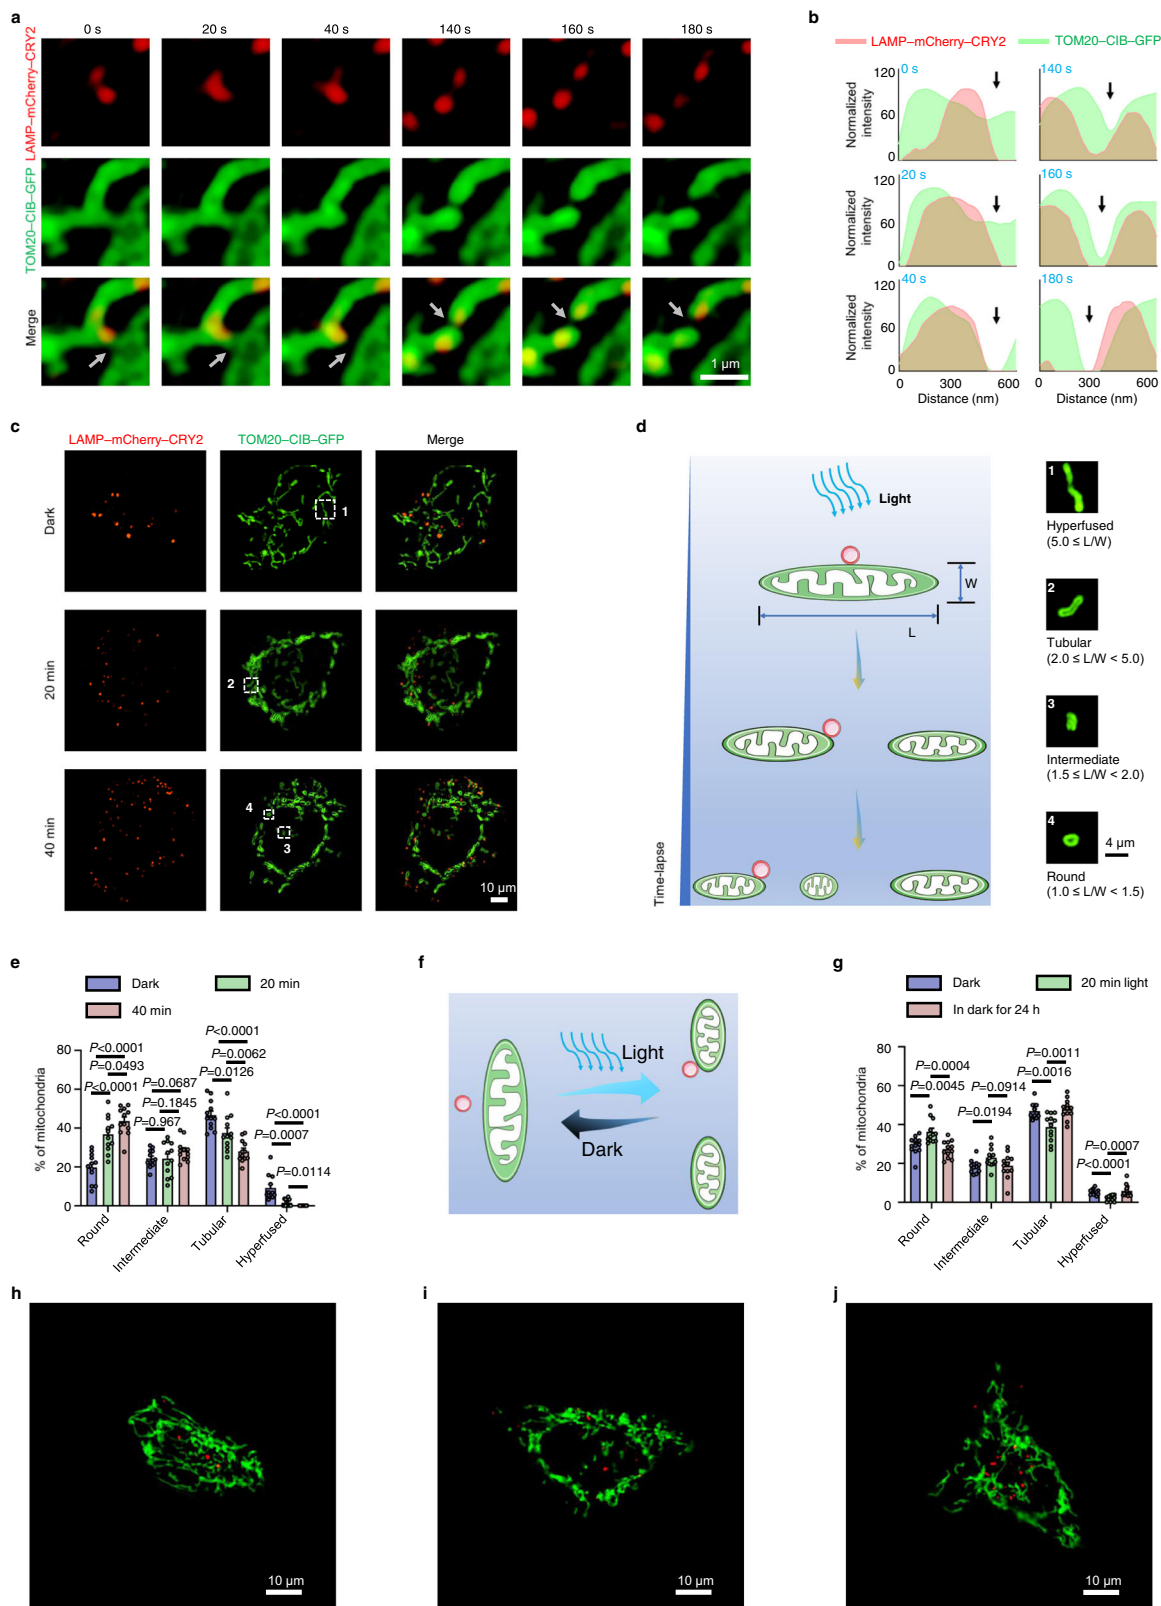 a
0 s
20 s
40 s
140 s
160 s
180 s
LAMP–mCherry–CRY2
TOM20–CIB–GFP
Merge
1 µm
b
LAMP–mCherry–CRY2
TOM20–CIB–GFP
Normalized intensity
120
60
0
0 s
140 s
Normalized intensity
120
60
0
20 s
160 s
Normalized intensity
120
60
0
40 s
180 s
0
300
600
0
300
600
Distance (nm)
Distance (nm)
c
LAMP–mCherry–CRY2
TOM20–CIB–GFP
Merge
Dark
1
20 min
2
40 min
4
3
10 µm
d
Time-lapse
Light
W
L
1
Hyperfused
(5.0 ≤ L/W)
2
Tubular
(2.0 ≤ L/W < 5.0)
3
Intermediate
(1.5 ≤ L/W < 2.0)
4
4 µm
Round
(1.0 ≤ L/W < 1.5)
e
Dark
20 min
40 min
% of mitochondria
80
60
40
20
0
P<0.0001
P=0.0493
P<0.0001
P=0.0687
P=0.1845
P=0.967
P<0.0001
P=0.0062
P=0.0126
P<0.0001
P=0.0007
P=0.0114
Round
Intermediate
Tubular
Hyperfused
f
Light
Dark
g
Dark
20 min light
In dark for 24 h
% of mitochondria
80
60
40
20
0
P=0.0004
P=0.0045
P=0.0914
P=0.0194
P=0.0011
P=0.0016
P=0.0007
P<0.0001
Round
Intermediate
Tubular
Hyperfused
h
10 µm
i
10 µm
j
10 µm